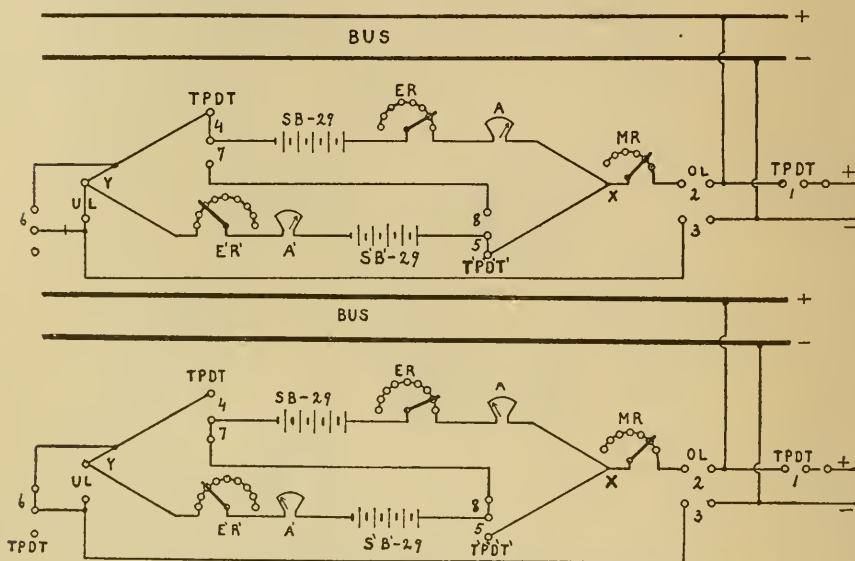 +
BUS
−
TPDT
4
SB-29
ER
A
7
MR
OL
TPDT
+
Y
X
2
1
6
UL
8
3
−
+
5
E'R'
A'
S'B'-29
T'P'D'T'
+
BUS
−
TPDT
4
SB-29
ER
A
7
MR
OL
TPDT
+
Y
UL
X
2
1
6
8
3
−
5
TPDT
E'R'
A'
S'B'-29
T'P'D'T'